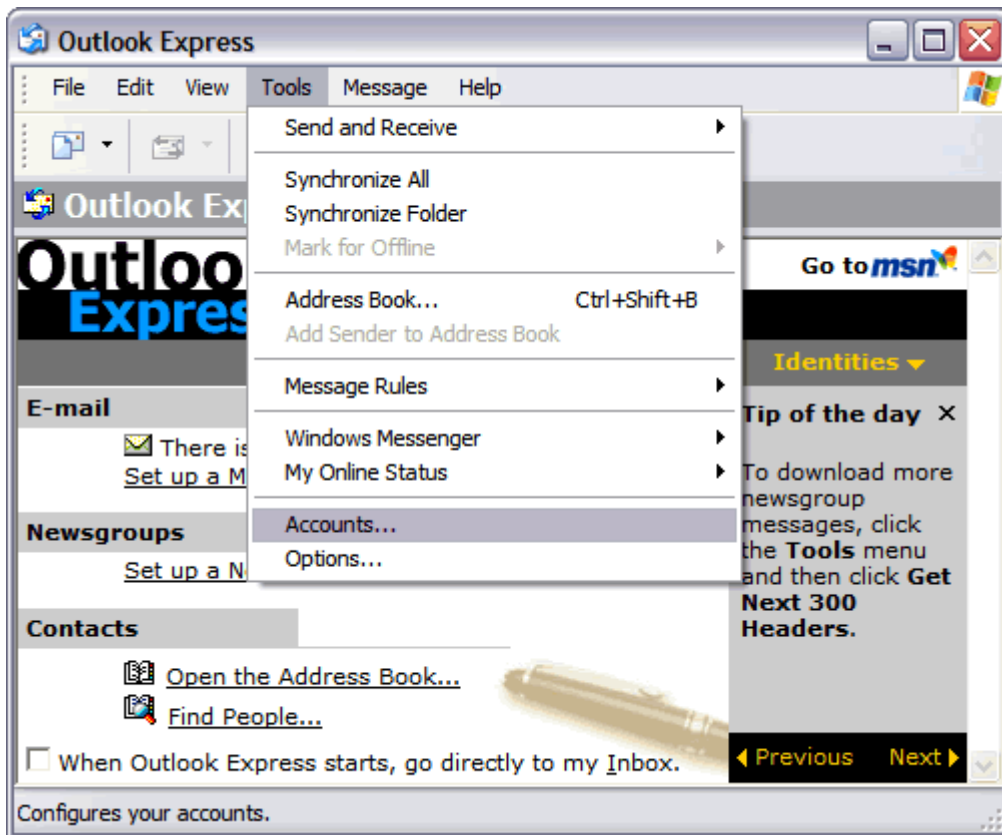 Outlook Express
File Edit View Tools Message Help
Send and Receive
Synchronize All
Synchronize Folder
Mark for Offline
Address Book... Ctrl+Shift+B
Add Sender to Address Book
Message Rules
Windows Messenger
My Online Status
Accounts...
Options...
Outlook Ex
Outloo
Expres
Go to msn
Identities
E-mail
There is
Set up a M
Newsgroups
Set up a N
Contacts
Open the Address Book...
Find People...
When Outlook Express starts, go directly to my Inbox.
Tip of the day X
To download more
newsgroup
messages, click
the Tools menu
and then click Get
Next 300
Headers.
Previous Next
Configures your accounts.